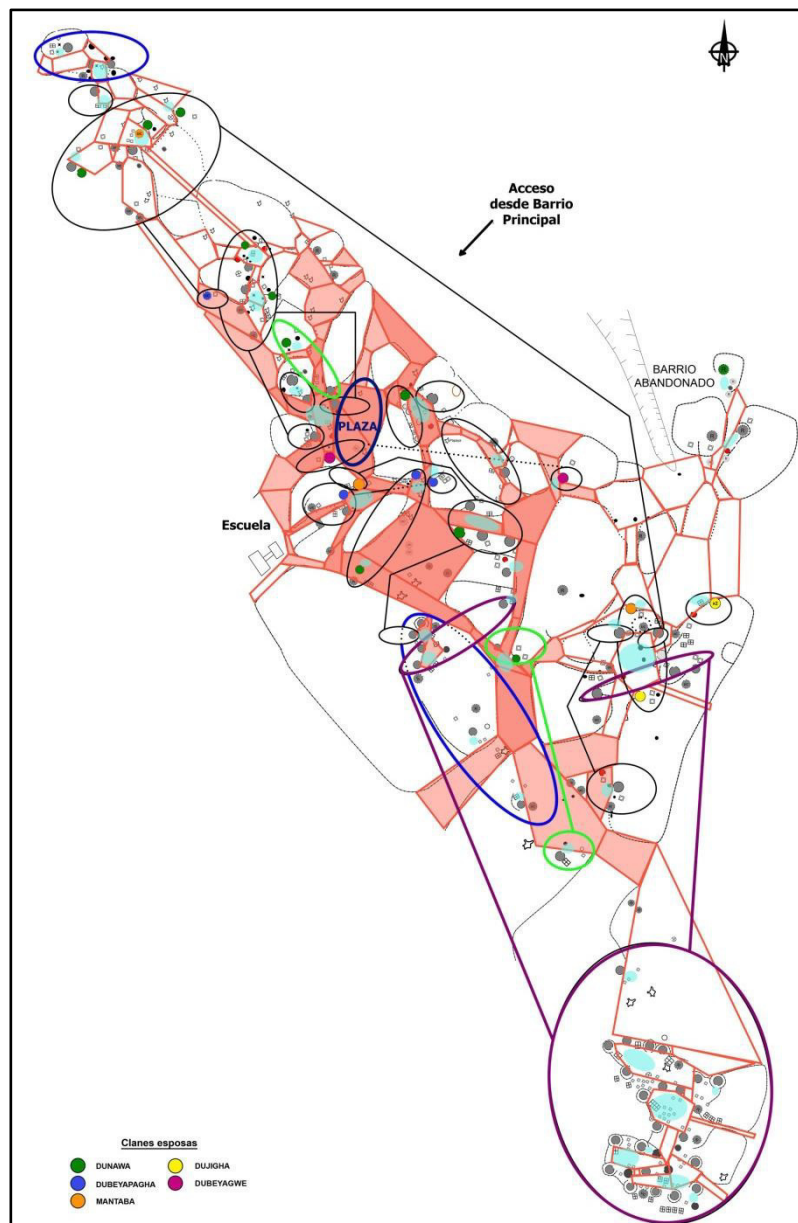 N
Acceso
desde Barrio
Principal
BARRIO
ABANDONADO
PLAZA
Escuela
Clanes esposas
DUNAWA
DUJIGHA
DUBEYAPAGHA
DUBEYAGWE
MANTABA